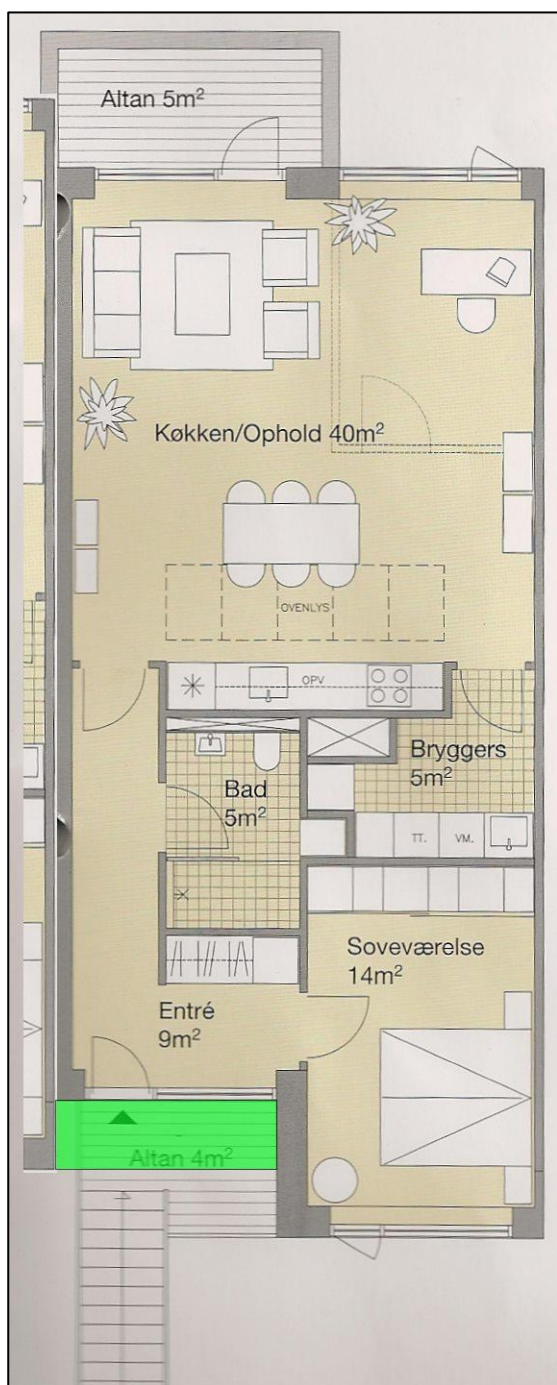 Altan 5m²
Køkken/Ophold 40m²
OVENLYS
OPV
Bryggers
5m²
Bad
5m²
TT.
VM.
Soveværelse
14m²
Entré
9m²
Altan 4m²